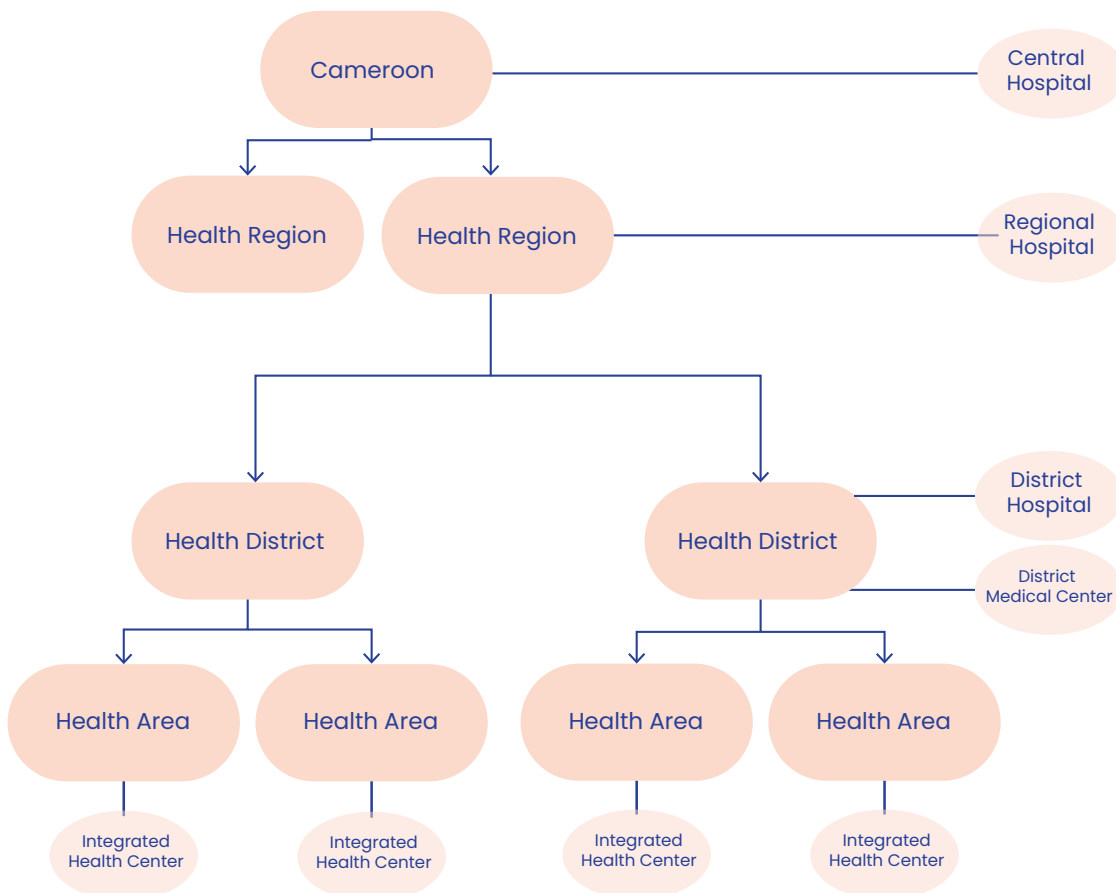 Cameroon
Central
Hospital
Health Region
Health Region
Regional
Hospital
Health District
Health District
District
Hospital
District
Medical Center
Health Area
Health Area
Health Area
Health Area
Integrated
Health Center
Integrated
Health Center
Integrated
Health Center
Integrated
Health Center